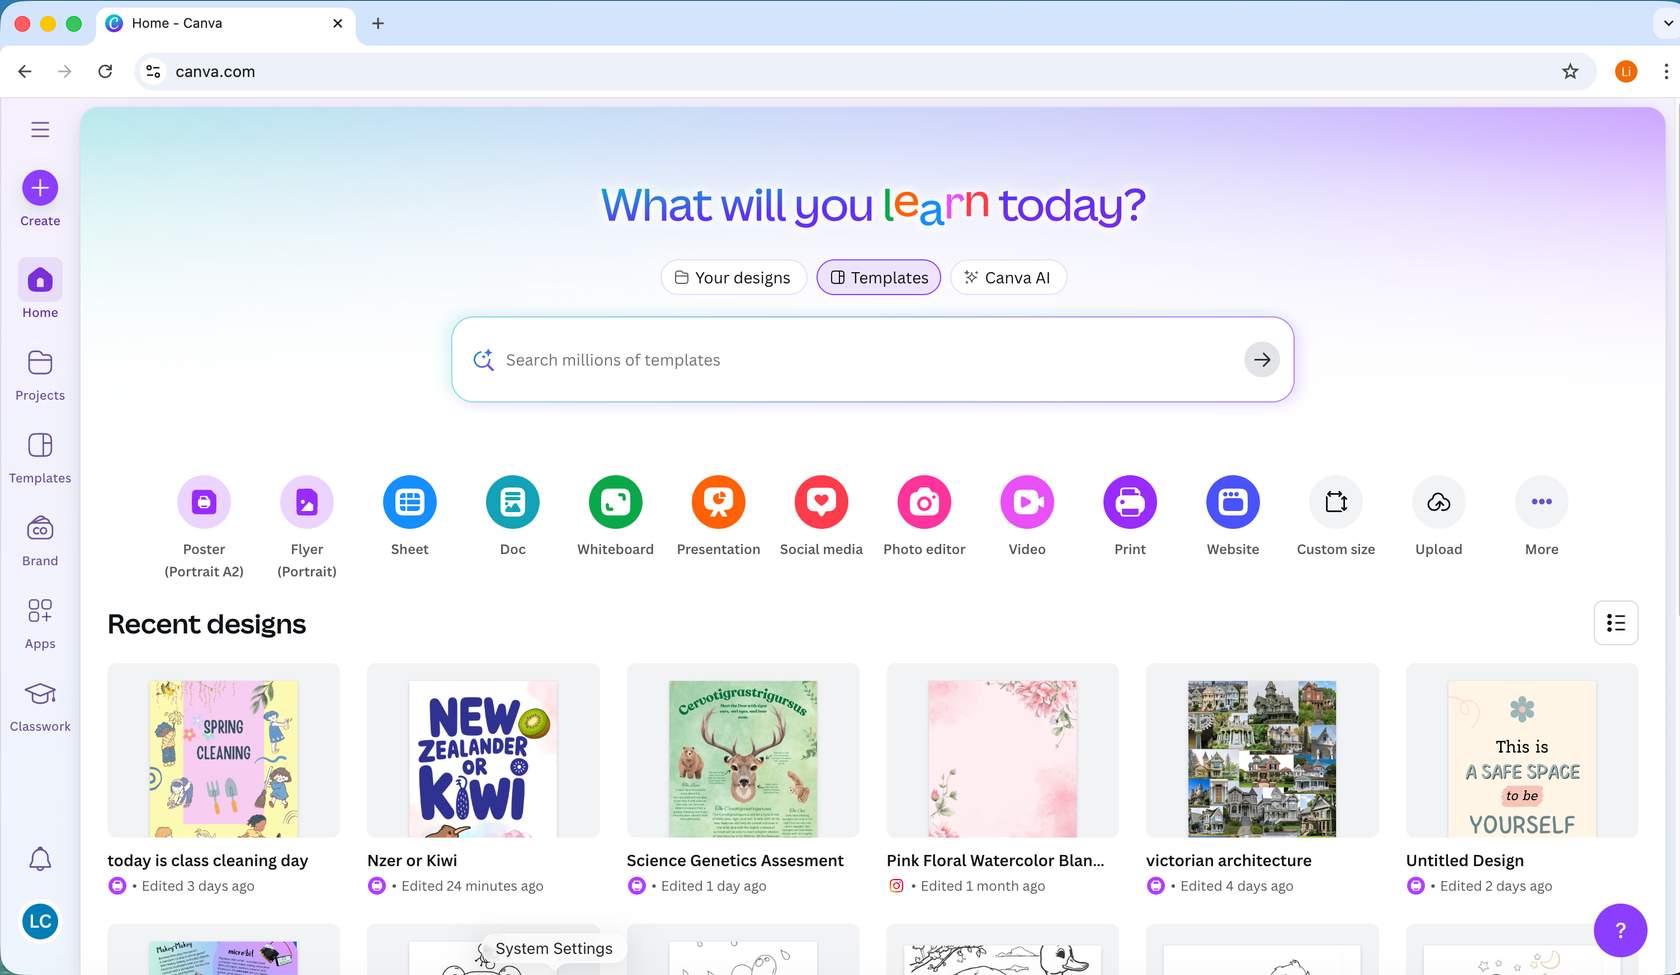 Home - Canva
canva.com
Li
Create
Home
Projects
Templates
Brand
Apps
Classwork
LC
What will you learn today?
Your designs
Templates
Canva AI
Search millions of templates
Poster
(Portrait A2)
Flyer
(Portrait)
Sheet
Doc
Whiteboard
Presentation
Social media
Photo editor
Video
Print
Website
Custom size
Upload
More
Recent designs
SPRING
CLEANING
today is class cleaning day
• Edited 3 days ago
NEW
ZEALANDER
OR
KIWI
Nzer or Kiwi
• Edited 24 minutes ago
Cervotigrastrigursus
Science Genetics Assesment
• Edited 1 day ago
Pink Floral Watercolor Blan...
• Edited 1 month ago
victorian architecture
• Edited 4 days ago
This is
A SAFE SPACE
to be
YOURSELF
Untitled Design
• Edited 2 days ago
Makey-Makey
micro:bit
System Settings
?